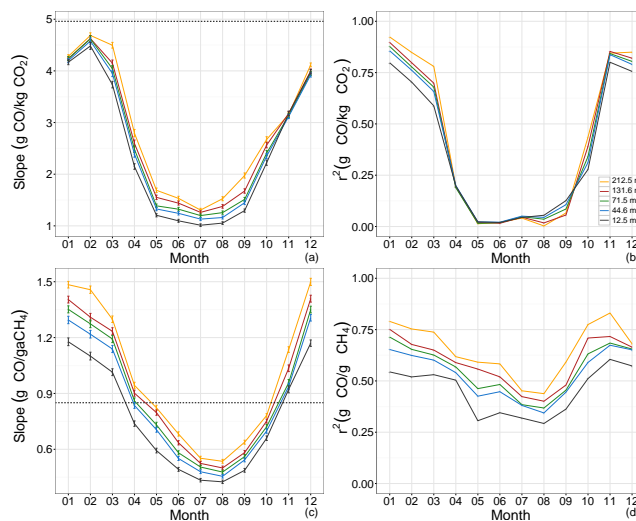 5
4
3
2
1
Slope (g CO/kg CO2)
01 02 03 04 05 06 07 08 09 10 11 12
Month
(a)
1.00
0.75
0.50
0.25
0.00
r2(g CO/kg CO2)
01 02 03 04 05 06 07 08 09 10 11 12
Month
(b)
212.5 m
131.6 m
71.5 m
44.6 m
12.5 m
1.5
1.2
0.9
0.6
Slope (g CO/gaCH4)
01 02 03 04 05 06 07 08 09 10 11 12
Month
(c)
1.00
0.75
0.50
0.25
0.00
r2(g CO/g CH4)
01 02 03 04 05 06 07 08 09 10 11 12
Month
(d)